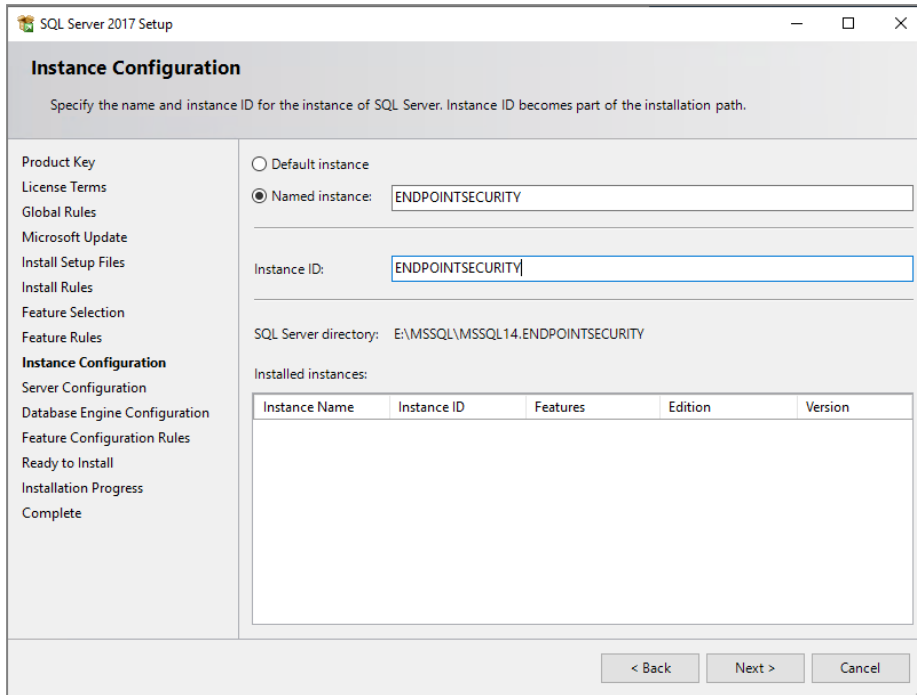 SQL Server 2017 Setup
Instance Configuration
Specify the name and instance ID for the instance of SQL Server. Instance ID becomes part of the installation path.
Product Key
License Terms
Global Rules
Microsoft Update
Install Setup Files
Install Rules
Feature Selection
Feature Rules
Instance Configuration
Server Configuration
Database Engine Configuration
Feature Configuration Rules
Ready to Install
Installation Progress
Complete
Default instance
Named instance: ENDPOINTSECURITY
Instance ID: ENDPOINTSECURITY
SQL Server directory: E:\MSSQL\MSSQL14.ENDPOINTSECURITY
Installed instances:
Instance Name Instance ID Features Edition Version
< Back Next > Cancel